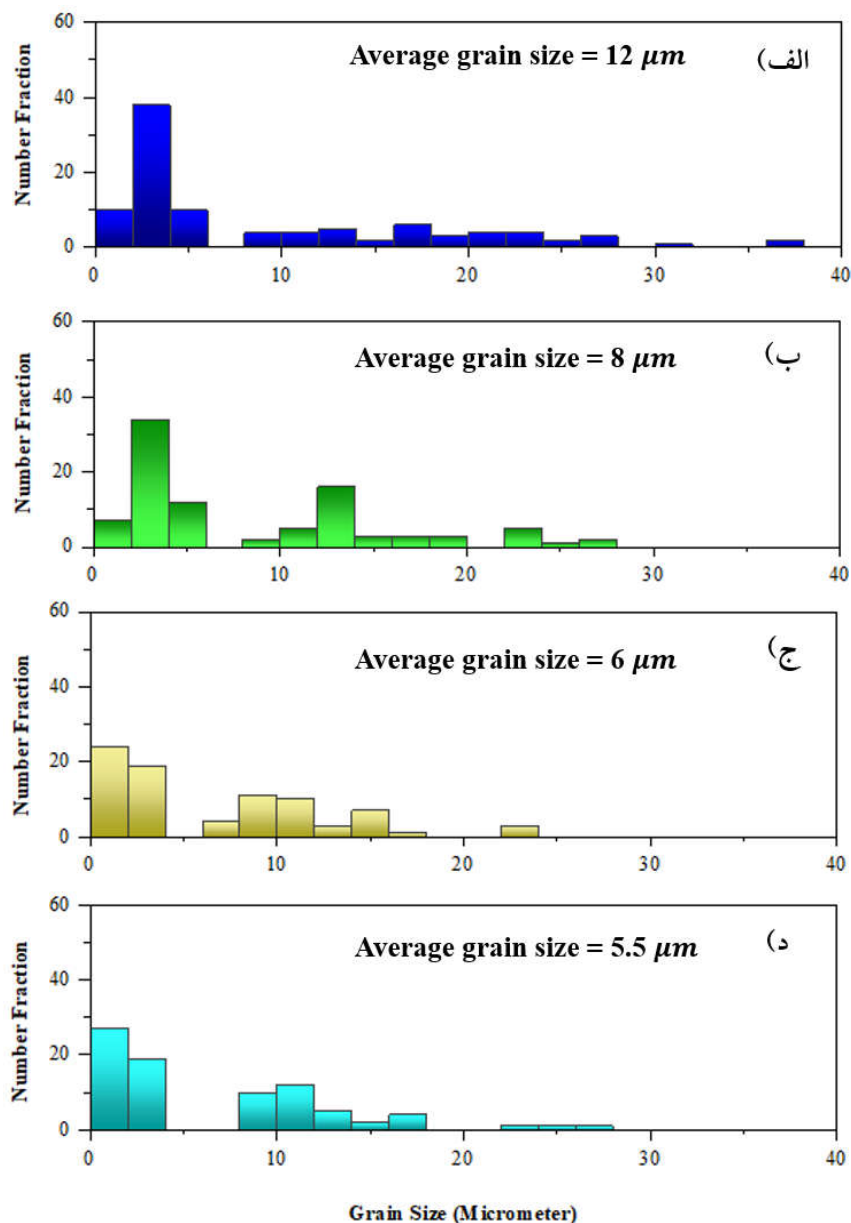 Average grain size = 12 μm
الف)
Number Fraction
60
40
20
0
0
10
20
30
40
Average grain size = 8 μm
ب)
Number Fraction
60
40
20
0
0
10
20
30
40
Average grain size = 6 μm
ج)
Number Fraction
60
40
20
0
0
10
20
30
40
Average grain size = 5.5 μm
د)
Number Fraction
60
40
20
0
0
10
20
30
40
Grain Size (Micrometer)